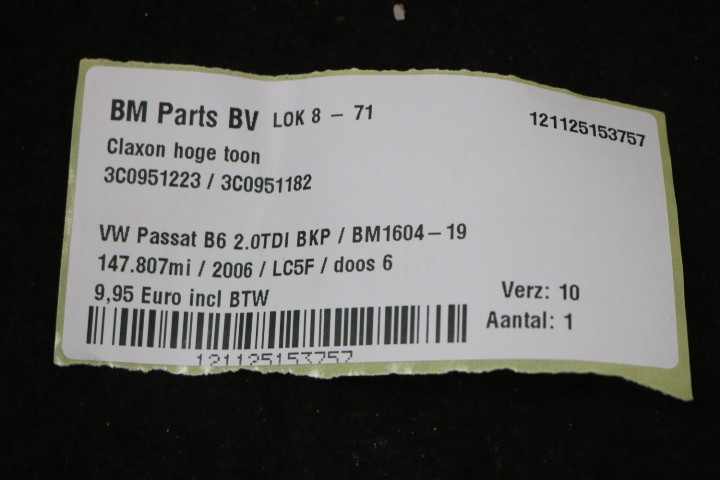 BM Parts BV LOK 8 - 71
121125153757
Claxon hoge toon
3C0951223 / 3C0951182
VW Passat B6 2.0TDI BKP / BM1604-19
147.807mi / 2006 / LC5F / doos 6
9,95 Euro incl BTW
Verz: 10
Aantal: 1
121125153757